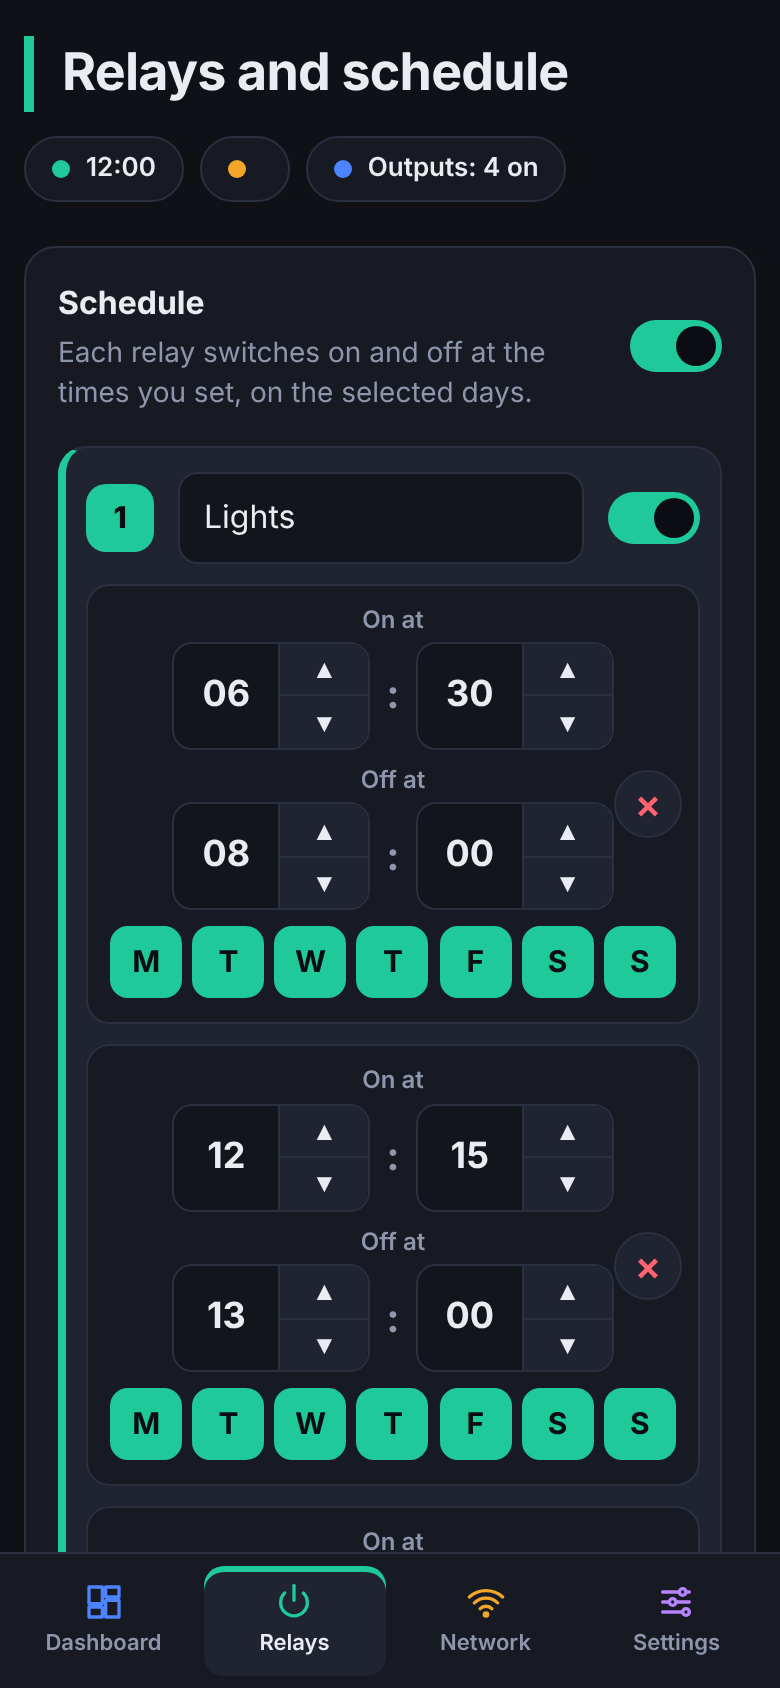 Relays and schedule
12:00
Outputs: 4 on
Schedule
Each relay switches on and off at the
times you set, on the selected days.
1 Lights
On at
06 : 30
Off at
08 : 00
M T W T F S S
On at
12 : 15
Off at
13 : 00
M T W T F S S
On at
Dashboard Relays Network Settings